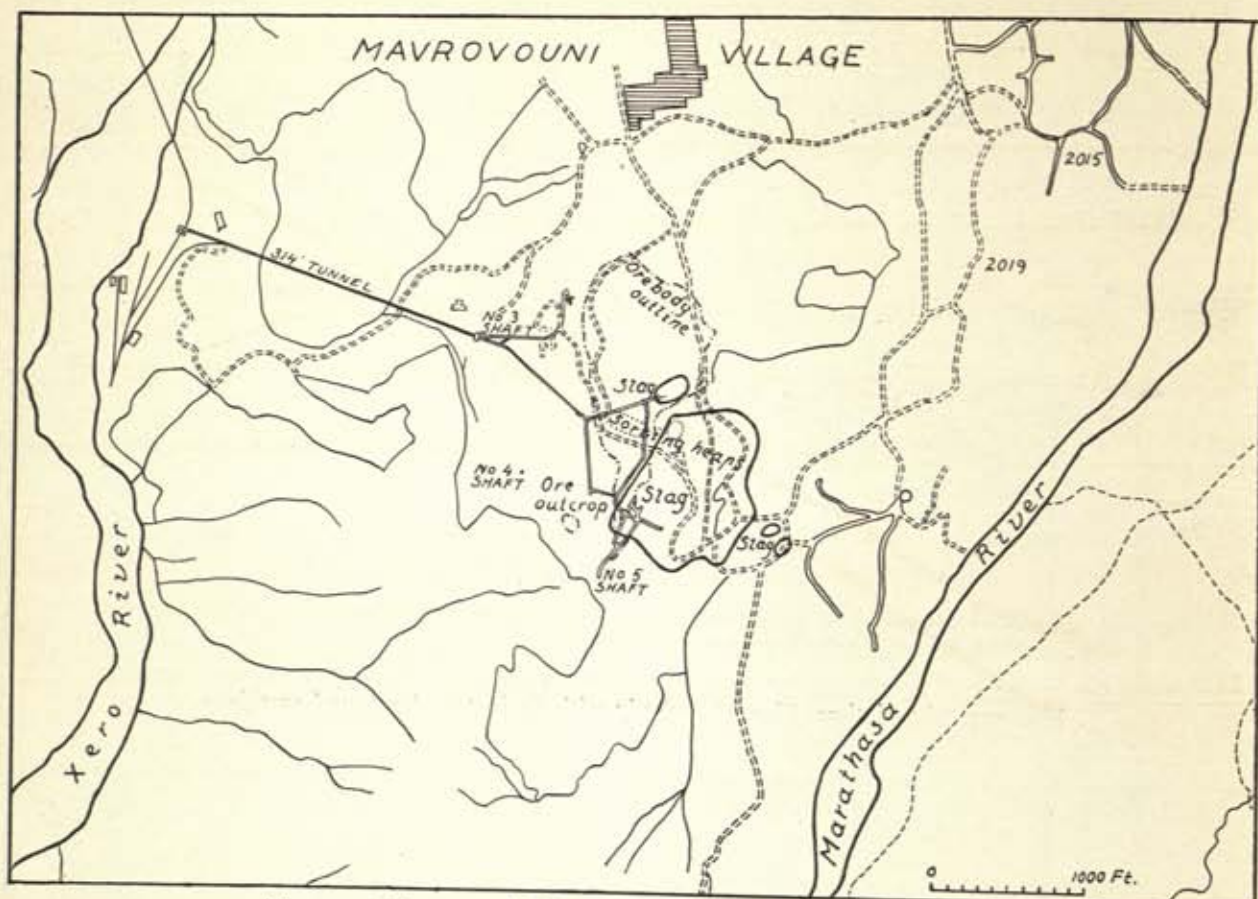 MAVROVOUNI VILLAGE
2015
314' TUNNEL
Orebody
outline
2019
No 3
SHAFT
Slag
Sorting heaps
No 4
SHAFT
Ore
outcrop
Slag
Slag
No 5
SHAFT
Xero River
Marathasa River
0 1000 Ft.